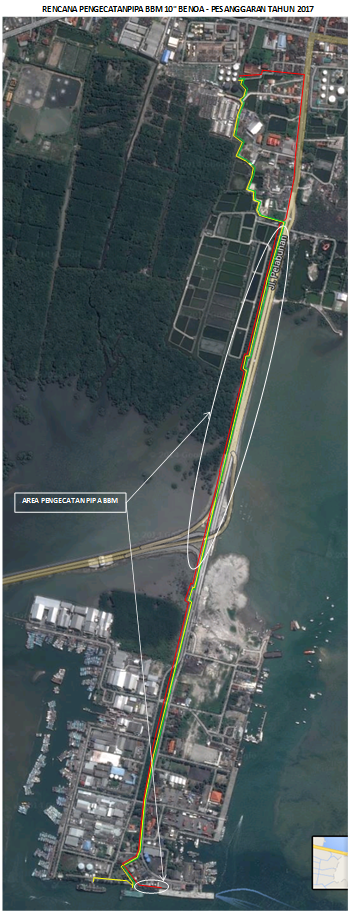 RENCANA PENGECATANPIPA BBM 10" BENOA - PESANGGARAN TAHUN 2017
Jl. Pelabuhan
AREA PENGECATAN PIPA BBM